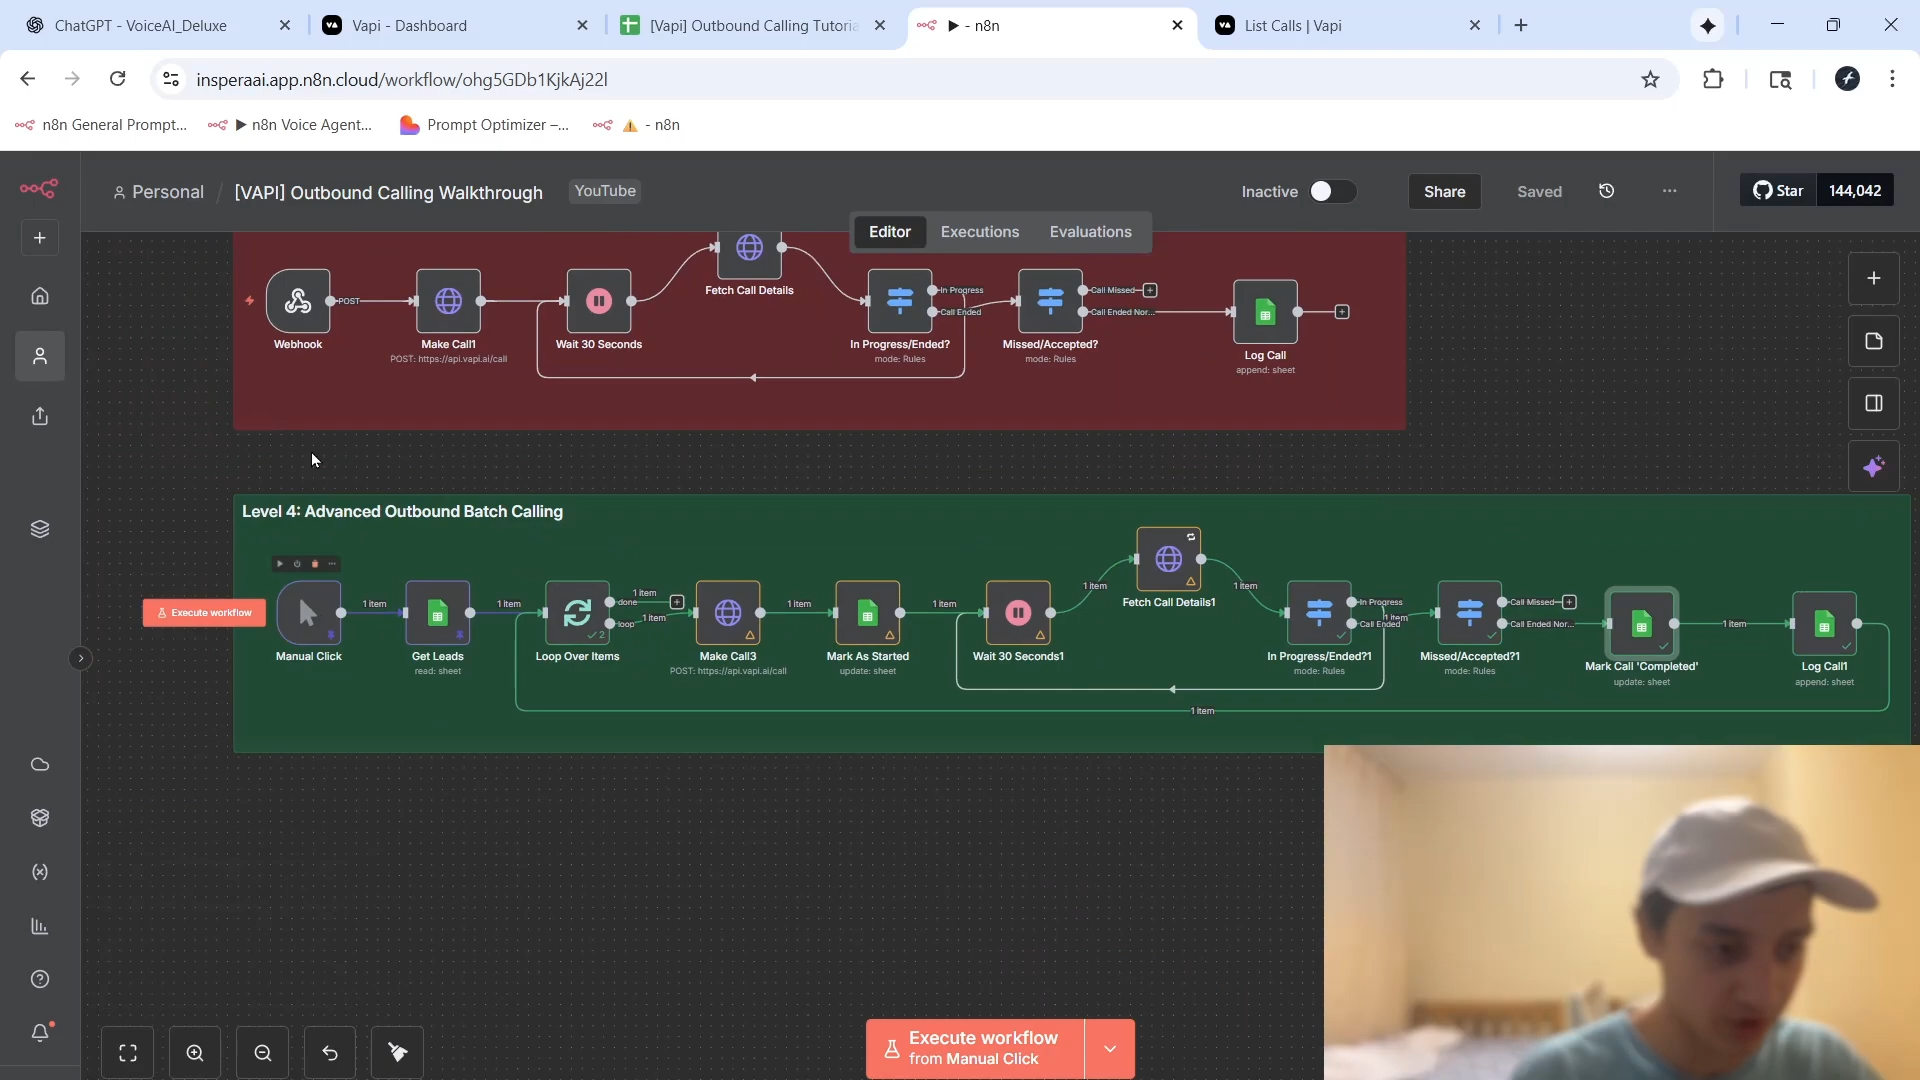 ChatGPT - VoiceAI_Deluxe
Vapi - Dashboard
[Vapi] Outbound Calling Tutoria
▶ - n8n
List Calls | Vapi
insperaai.app.n8n.cloud/workflow/ohg5GDb1KjkAj22l
n8n General Prompt...
▶ n8n Voice Agent...
Prompt Optimizer –...
- n8n
Personal / [VAPI] Outbound Calling Walkthrough
YouTube
Inactive
Share
Saved
Star 144,042
Editor
Executions
Evaluations
Webhook
POST
Make Call1
POST: https://api.vapi.ai/call
Wait 30 Seconds
Fetch Call Details
In Progress
Call Ended
In Progress/Ended?
mode: Rules
Call Missed
Call Ended Nor...
Missed/Accepted?
mode: Rules
Log Call
append: sheet
Level 4: Advanced Outbound Batch Calling
Execute workflow
Manual Click
1 item
Get Leads
read: sheet
1 item
Loop Over Items
2
done
loop
1 item
1 item
Make Call3
POST: https://api.vapi.ai/call
1 item
Mark As Started
update: sheet
1 item
Wait 30 Seconds1
1 item
Fetch Call Details1
1 item
In Progress/Ended?1
mode: Rules
In Progress
Call Ended
1 item
Missed/Accepted?1
mode: Rules
Call Missed
Call Ended Nor...
Mark Call 'Completed'
update: sheet
1 item
Log Call1
append: sheet
1 item
Execute workflow
from Manual Click